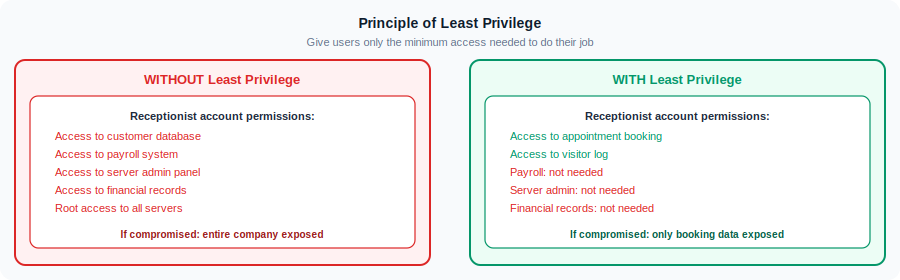 Principle of Least Privilege
Give users only the minimum access needed to do their job
WITHOUT Least Privilege
Receptionist account permissions:
Access to customer database
Access to payroll system
Access to server admin panel
Access to financial records
Root access to all servers
If compromised: entire company exposed
WITH Least Privilege
Receptionist account permissions:
Access to appointment booking
Access to visitor log
Payroll: not needed
Server admin: not needed
Financial records: not needed
If compromised: only booking data exposed